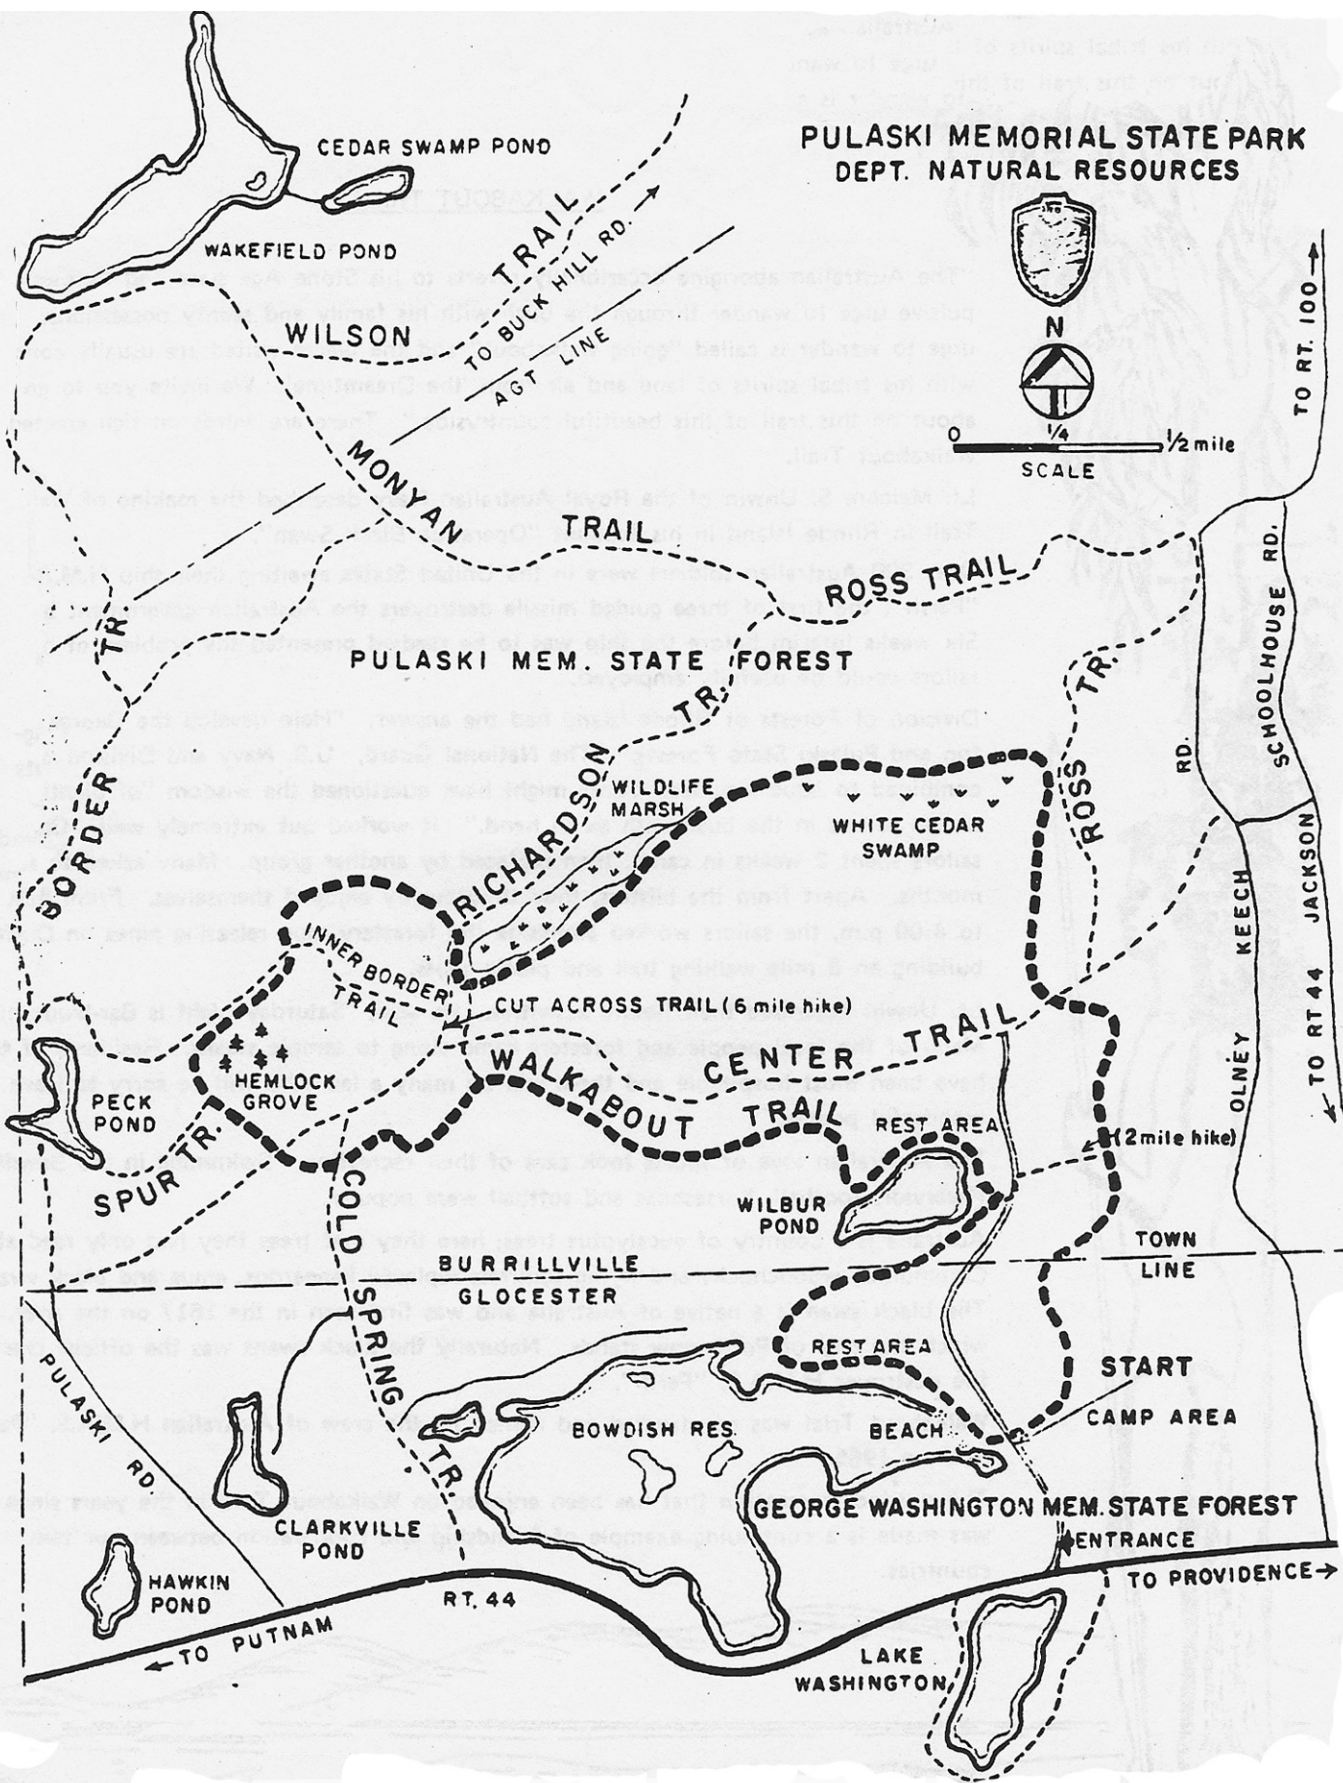 PULASKI MEMORIAL STATE PARK
DEPT. NATURAL RESOURCES
CEDAR SWAMP POND
WAKEFIELD POND
TRAIL
TO BUCK HILL RD.
WILSON
AGT LINE
N
0 1/4 1/2 mile
SCALE
TO RT. 100
MONYAN
TRAIL
ROSS TRAIL
TR.
PULASKI MEM. STATE FOREST
TR.
TR.
RD.
SCHOOLHOUSE RD.
BORDER
RICHARDSON
WILDLIFE
MARSH
ROSS
WHITE CEDAR
SWAMP
JACKSON
KEECH
OLNEY
INNER BORDER
TRAIL
CUT ACROSS TRAIL (6 mile hike)
TO RT 44
CENTER TRAIL
WALKABOUT TRAIL
HEMLOCK
GROVE
PECK
POND
REST AREA
(2 mile hike)
SPUR TR.
WILBUR
POND
COLD SPRING TR.
TOWN
LINE
BURRILLVILLE
GLOCESTER
REST AREA
START
CAMP AREA
PULASKI RD.
BOWDISH RES.
BEACH
GEORGE WASHINGTON MEM. STATE FOREST
CLARKVILLE
POND
ENTRANCE
HAWKIN
POND
RT. 44
TO PROVIDENCE
TO PUTNAM
LAKE
WASHINGTON